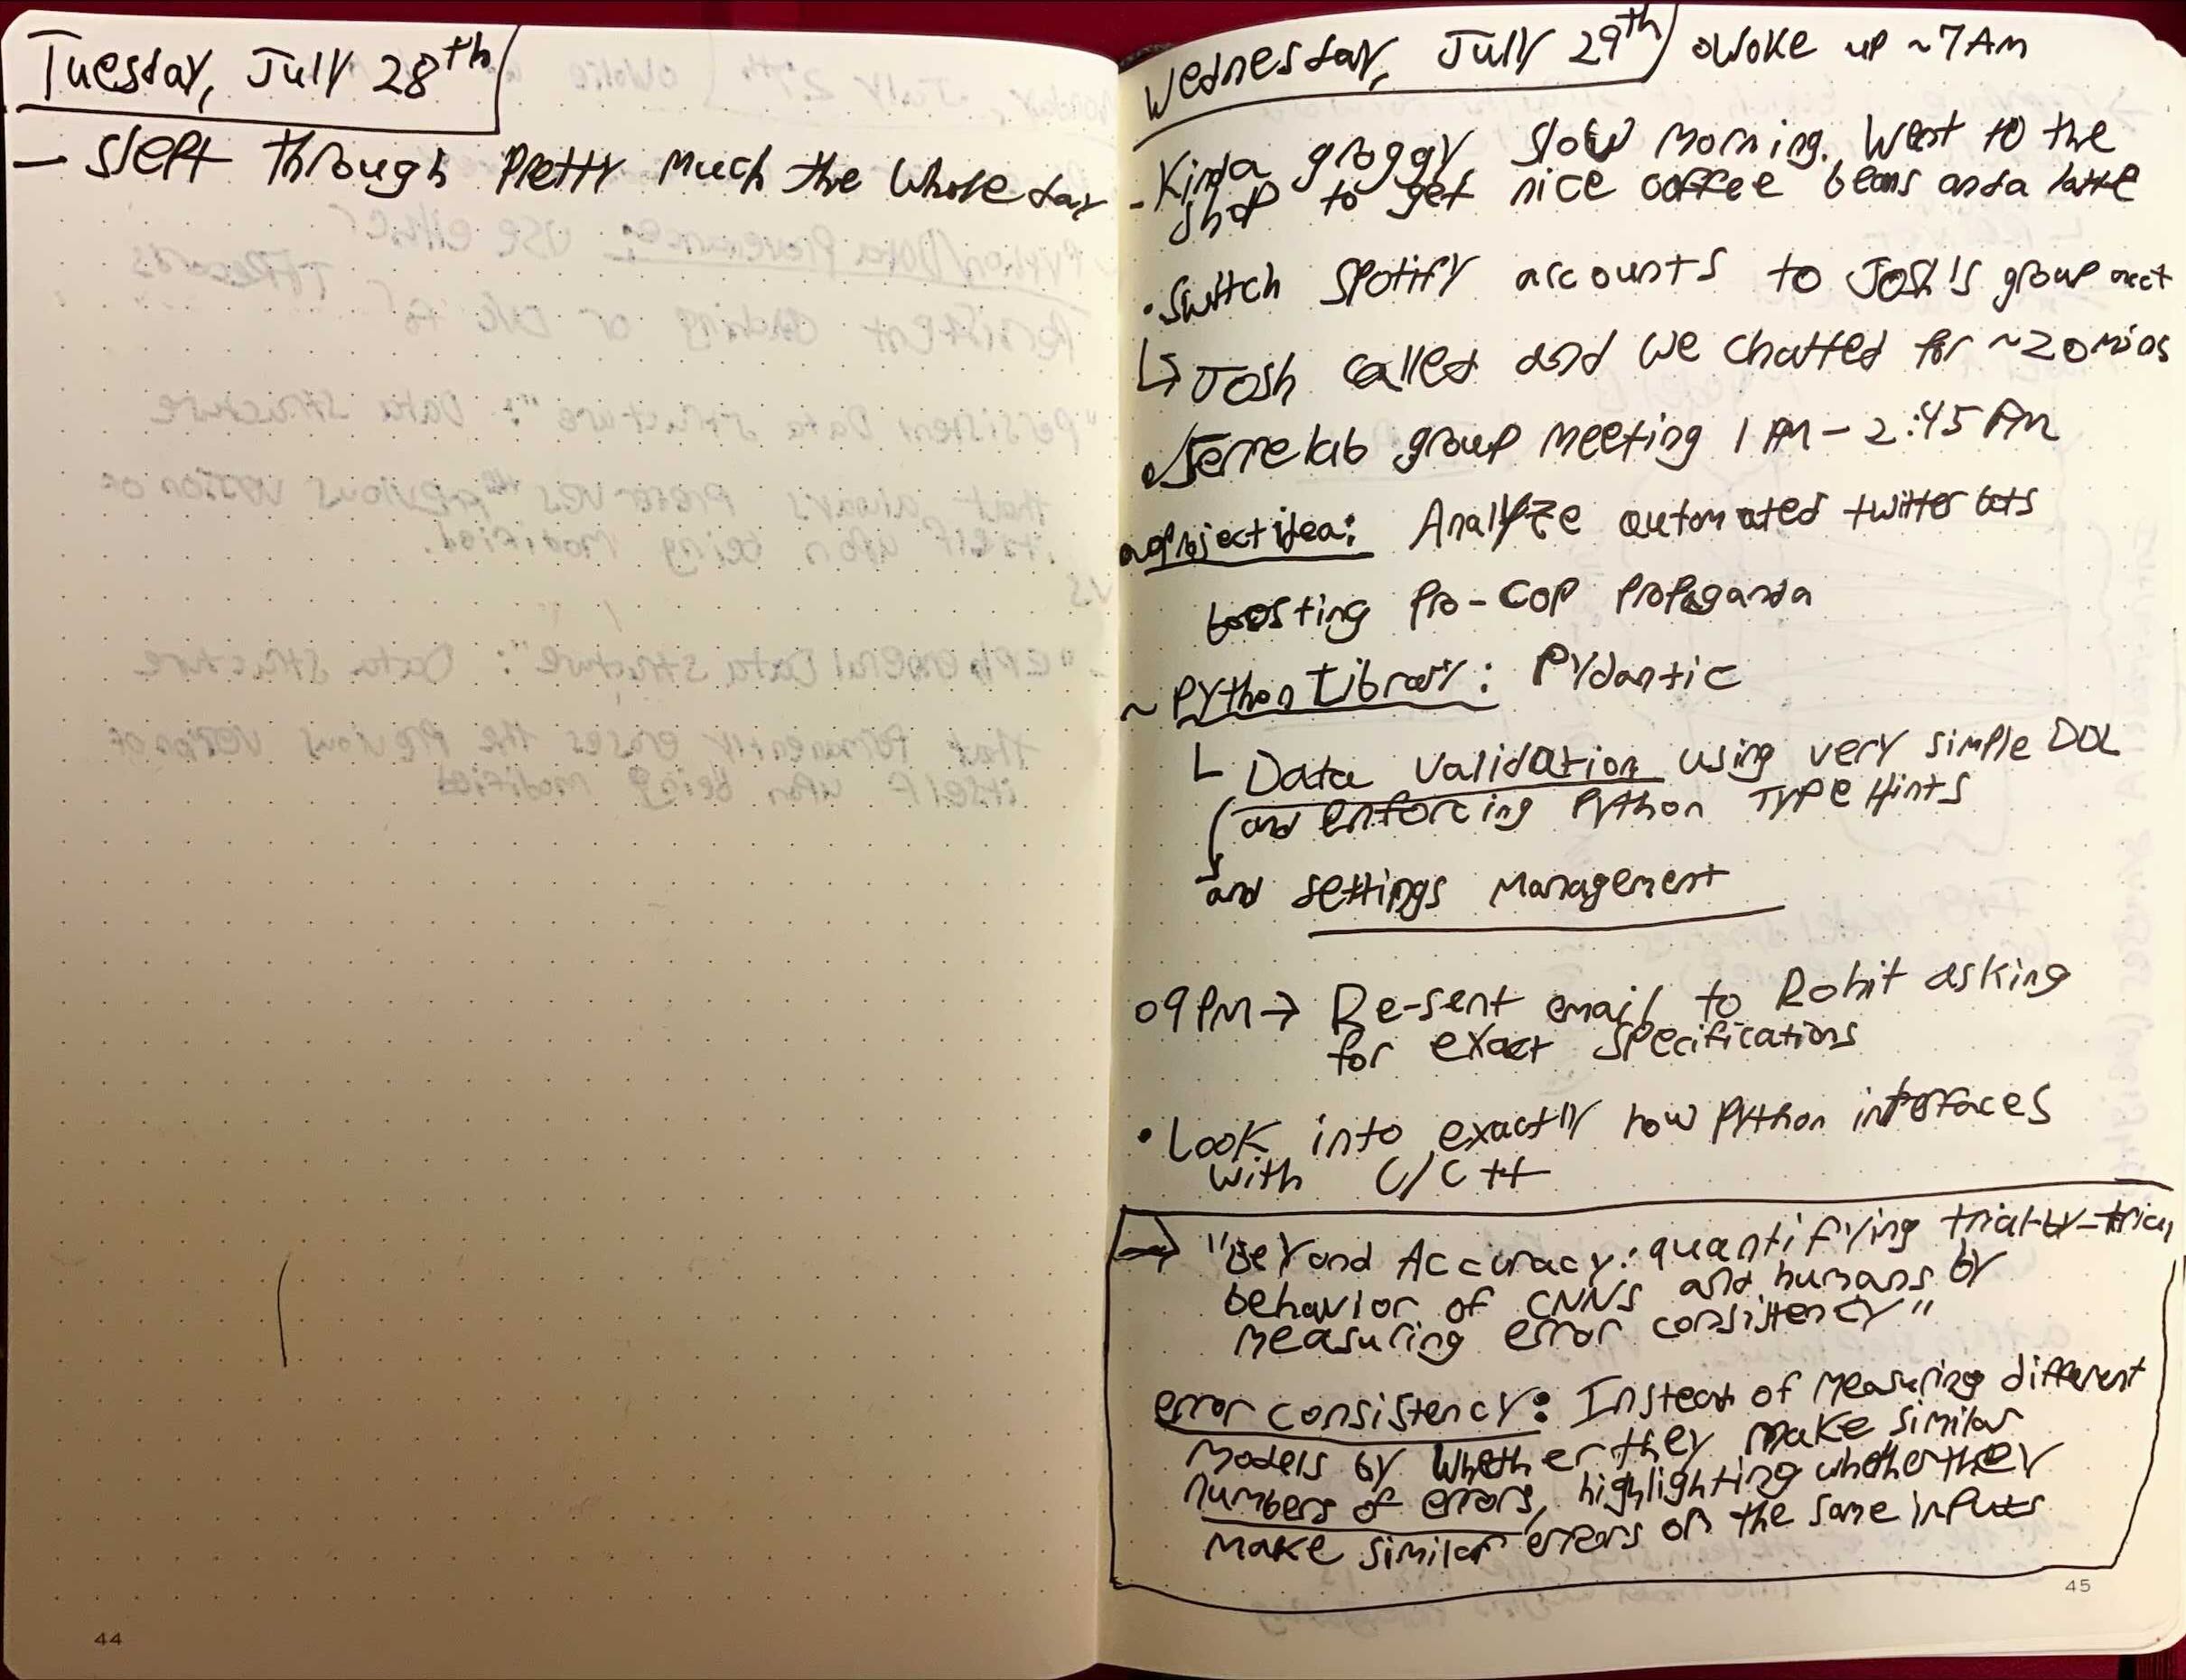 Tuesday, July 28th
- slept through pretty much the whole day
44
Wednesday, July 29th o Woke up ~7AM
- Kinda groggy, slow morning. Went to the
shop to get nice coffee beans and a latte
• Switch Spotify accounts to Josh's group acct
↳ Josh called and we chatted for ~20 mins
o Serre lab group meeting 1 PM - 2:45 PM
project idea: Analyze automated twitter bots
boosting Pro-Cop Propaganda
~ Python Library: Pydantic
└ Data validation using very simple
and enforcing Python Type Hints
and settings management
o 9PM → Re-sent email to Rohit asking
for exact specifications
• Look into exactly how Python interfaces
with C/C++
→ "Beyond Accuracy: quantifying trial-by-trial
behavior of CNNs and humans by
measuring error consistency"
error consistency: Instead of measuring different
models by whether they make similar
numbers of errors, highlighting whether they
make similar errors on the same inputs
45